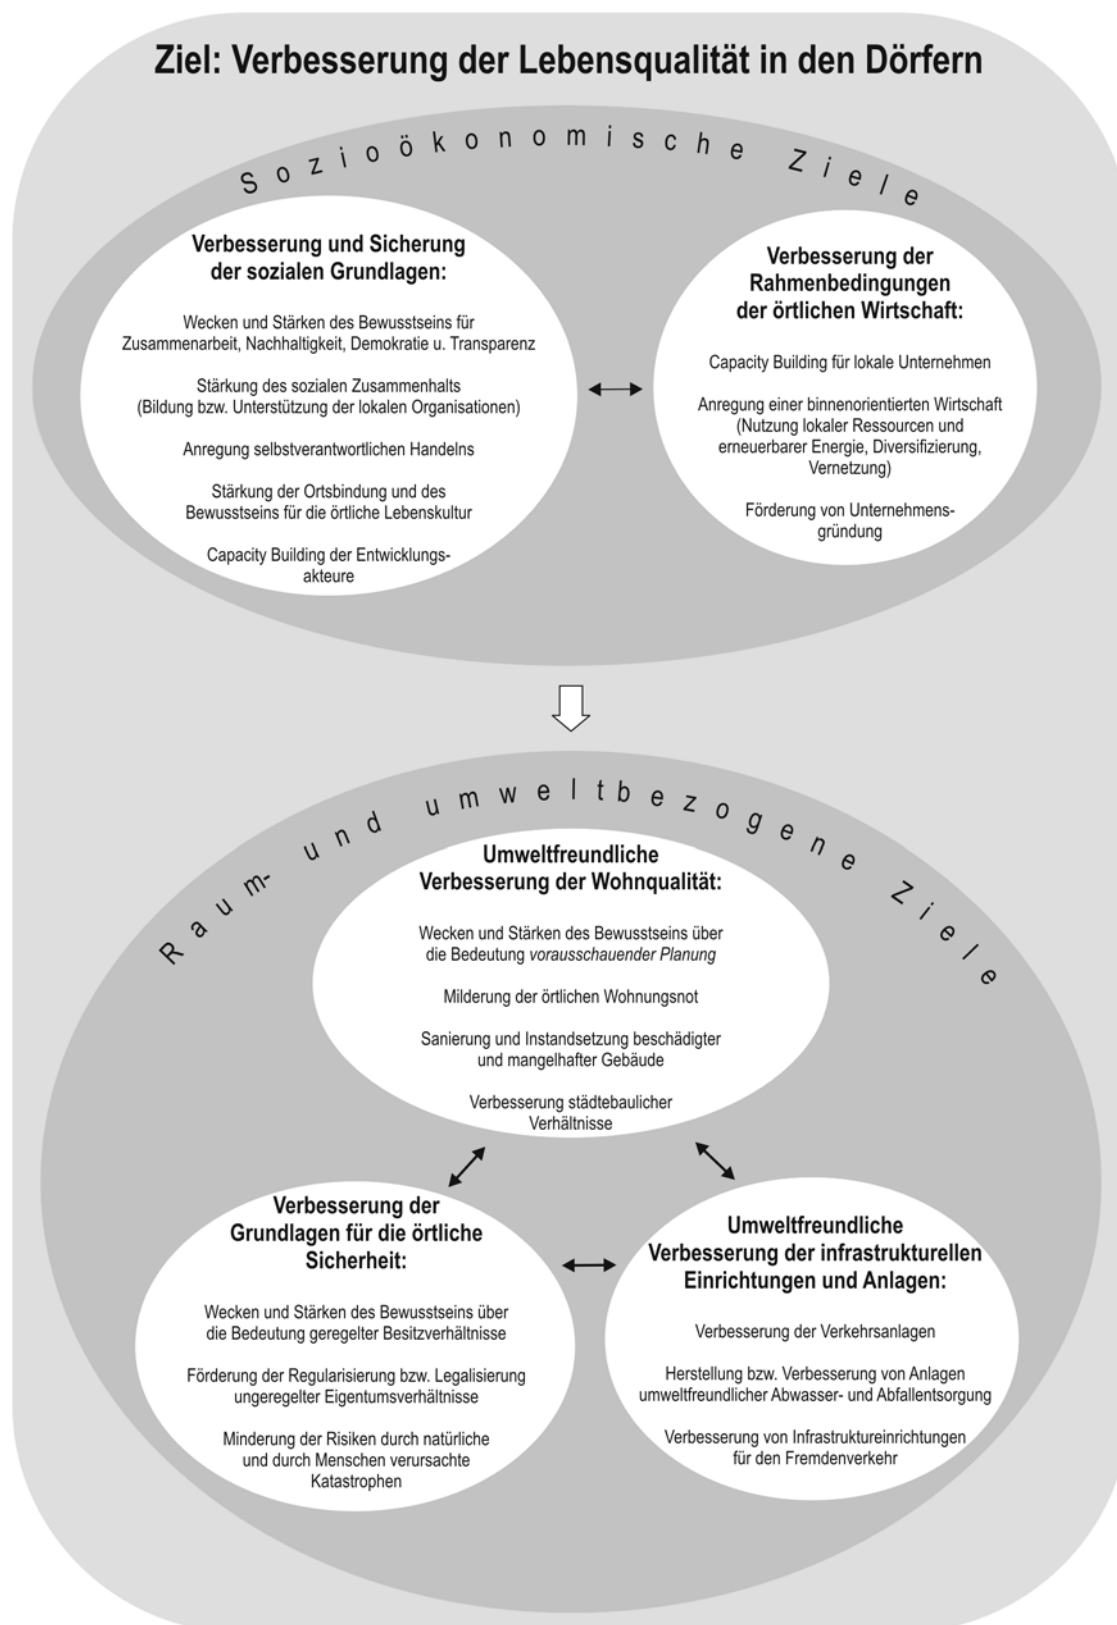 Ziel: Verbesserung der Lebensqualität in den Dörfern
Sozioökonomische Ziele
Verbesserung und Sicherung
der sozialen Grundlagen:
Wecken und Stärken des Bewusstseins für
Zusammenarbeit, Nachhaltigkeit, Demokratie u. Transparenz
Stärkung des sozialen Zusammenhalts
(Bildung bzw. Unterstützung der lokalen Organisationen)
Anregung selbstverantwortlichen Handelns
Stärkung der Ortsbindung und des
Bewusstseins für die örtliche Lebenskultur
Capacity Building der Entwicklungs-
akteure
Verbesserung der
Rahmenbedingungen
der örtlichen Wirtschaft:
Capacity Building für lokale Unternehmen
Anregung einer binnenorientierten Wirtschaft
(Nutzung lokaler Ressourcen und
erneuerbarer Energie, Diversifizierung,
Vernetzung)
Förderung von Unternehmens-
gründung
Raum- und umweltbezogene Ziele
Umweltfreundliche
Verbesserung der Wohnqualität:
Wecken und Stärken des Bewusstseins über
die Bedeutung vorausschauender Planung
Milderung der örtlichen Wohnungsnot
Sanierung und Instandsetzung beschädigter
und mangelhafter Gebäude
Verbesserung städtebaulicher
Verhältnisse
Verbesserung der
Grundlagen für die örtliche
Sicherheit:
Wecken und Stärken des Bewusstseins über
die Bedeutung geregelter Besitzverhältnisse
Förderung der Regularisierung bzw. Legalisierung
ungeregelter Eigentumsverhältnisse
Minderung der Risiken durch natürliche
und durch Menschen verursachte
Katastrophen
Umweltfreundliche
Verbesserung der infrastrukturellen
Einrichtungen und Anlagen:
Verbesserung der Verkehrsanlagen
Herstellung bzw. Verbesserung von Anlagen
umweltfreundlicher Abwasser- und Abfallentsorgung
Verbesserung von Infrastruktureinrichtungen
für den Fremdenverkehr